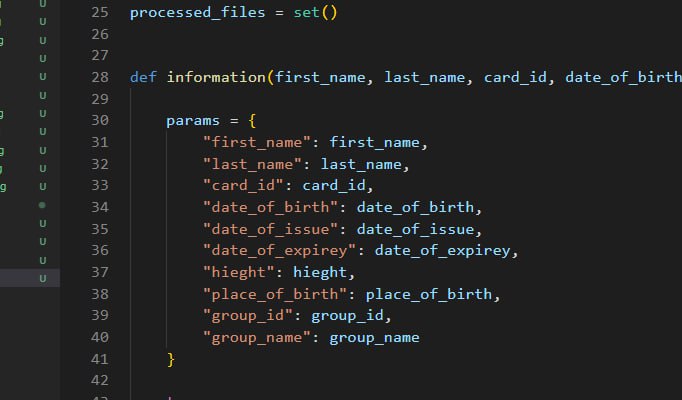 25 processed_files = set()
26
27
28 def information(first_name, last_name, card_id, date_of_birth
29
30 params = {
31 "first_name": first_name,
32 "last_name": last_name,
33 "card_id": card_id,
34 "date_of_birth": date_of_birth,
35 "date_of_issue": date_of_issue,
36 "date_of_expirey": date_of_expirey,
37 "hieght": hieght,
38 "place_of_birth": place_of_birth,
39 "group_id": group_id,
40 "group_name": group_name
41 }
42
U
U
U
U
U
U
U
U
U
U
U
U
U
U